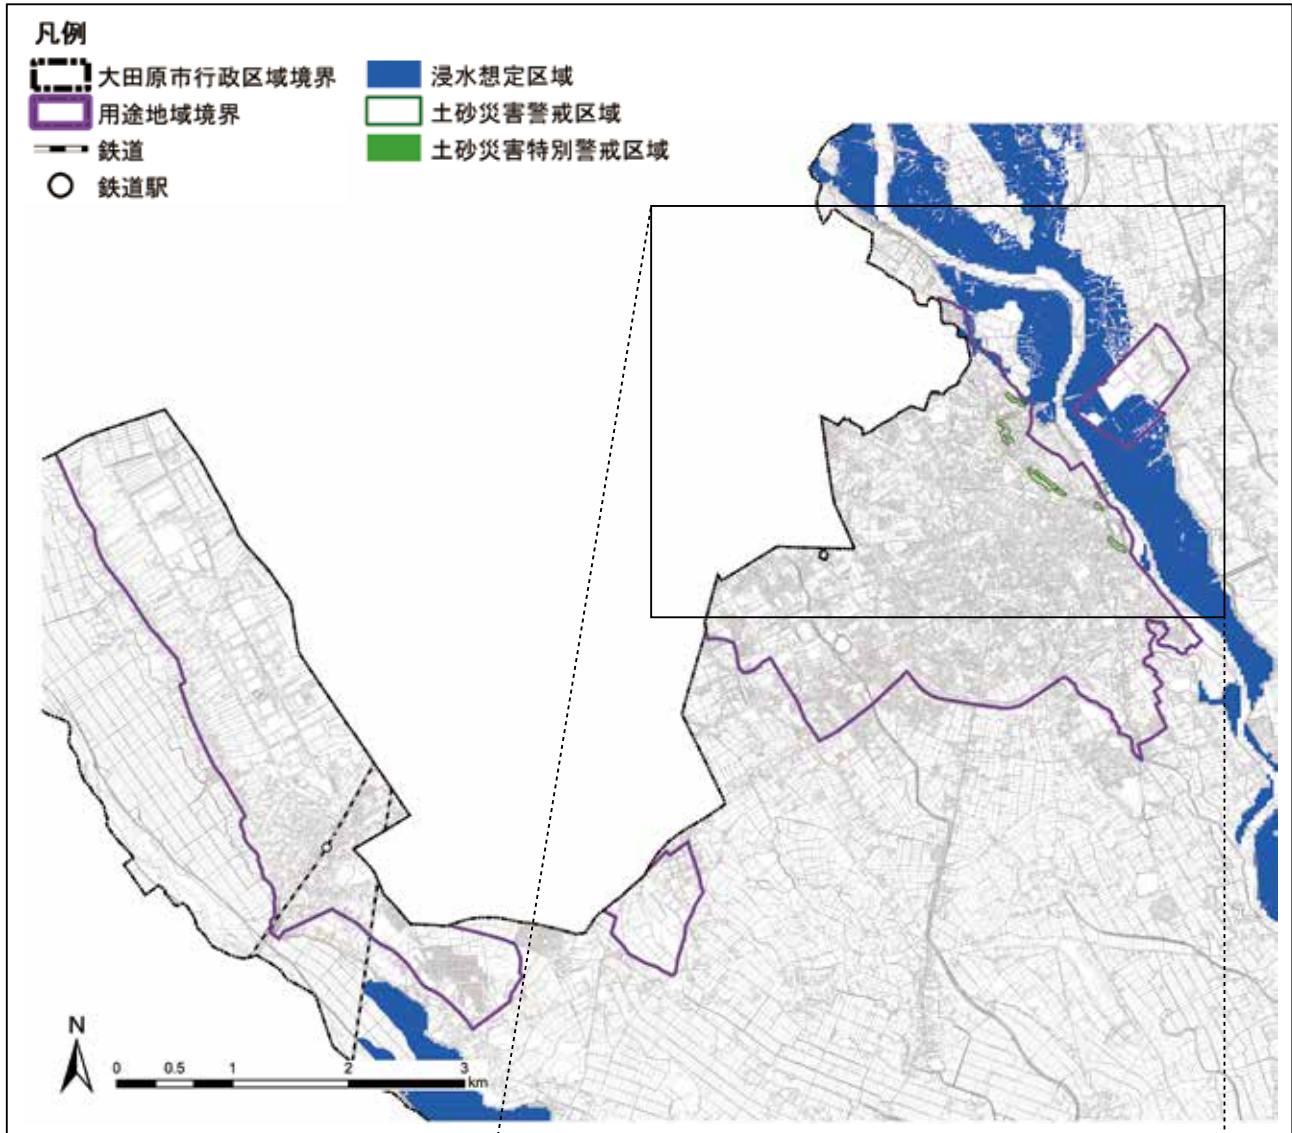 凡例
大田原市行政区域境界
用途地域境界
鉄道
鉄道駅
浸水想定区域
土砂災害警戒区域
土砂災害特別警戒区域
N
0 0.5 1 2 3
km